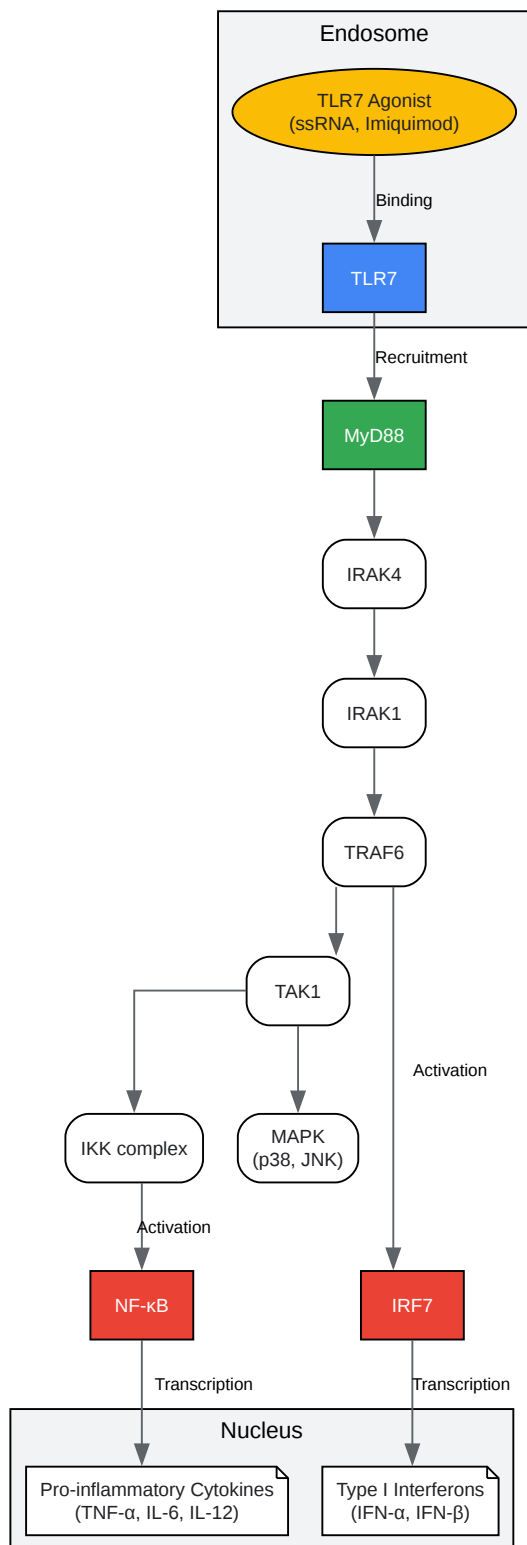 Endosome
TLR7 Agonist
(ssRNA, Imiquimod)
Binding
TLR7
Recruitment
MyD88
IRAK4
IRAK1
TRAF6
TAK1
Activation
IKK complex
MAPK
(p38, JNK)
Activation
NF-κB
IRF7
Transcription
Transcription
Nucleus
Pro-inflammatory Cytokines
(TNF-α, IL-6, IL-12)
Type I Interferons
(IFN-α, IFN-β)